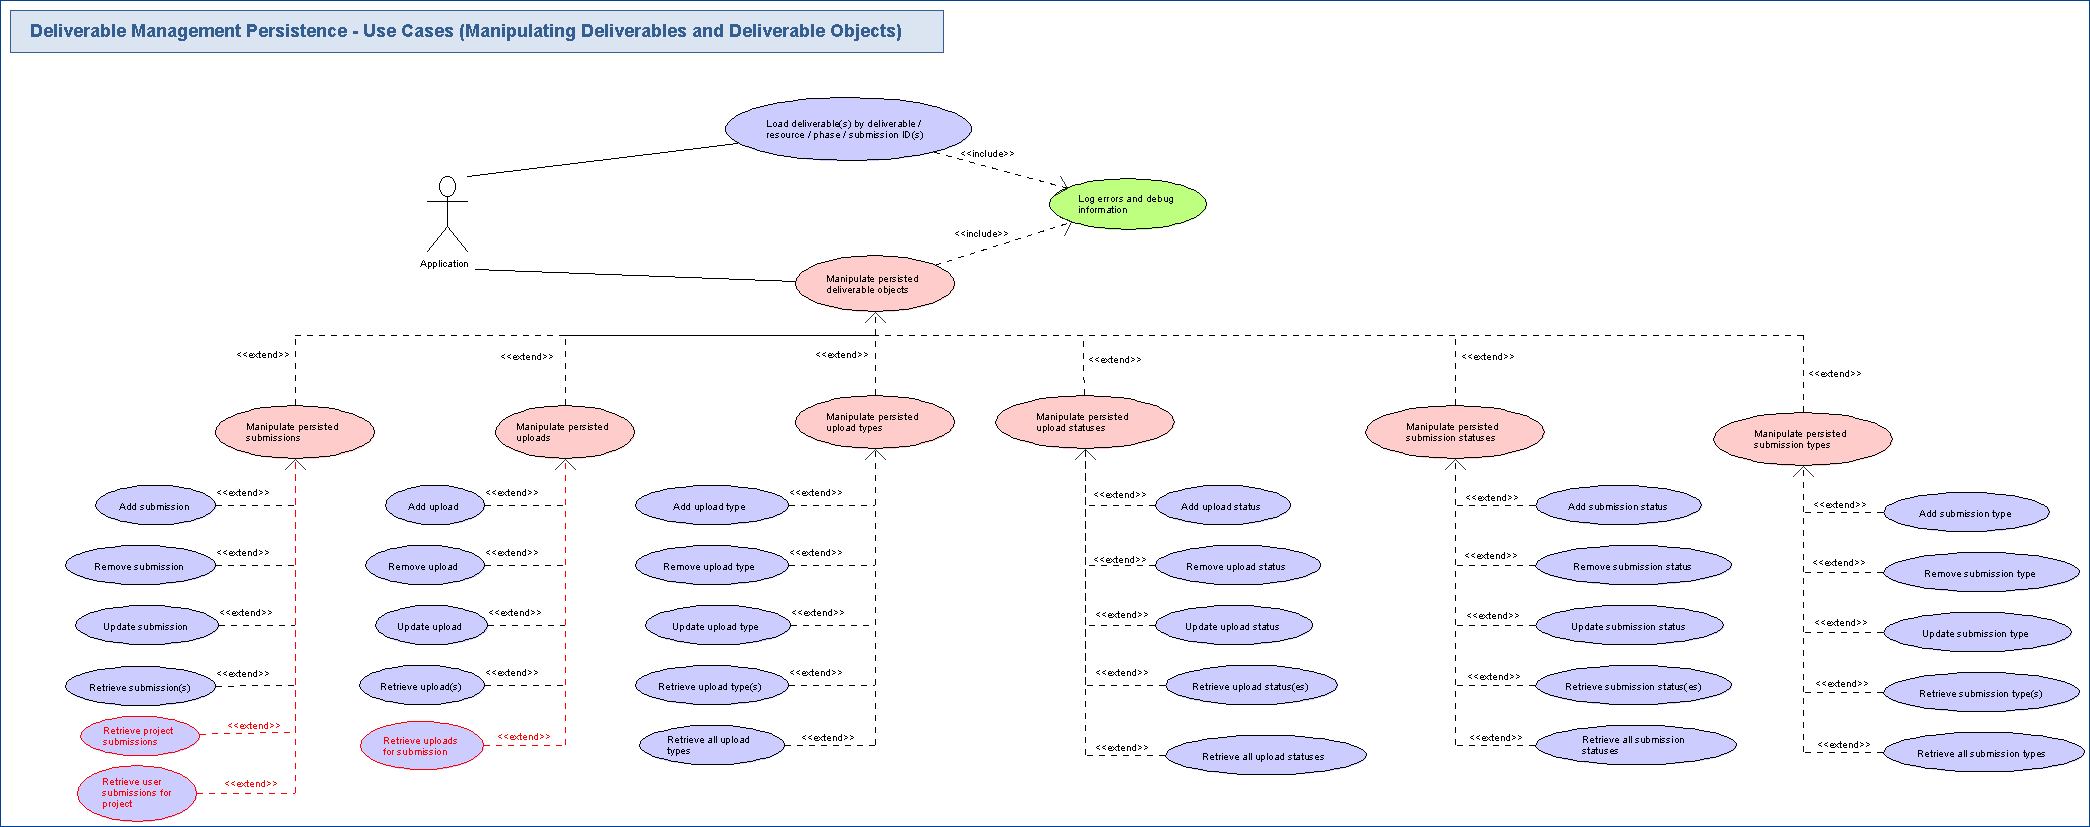 Deliverable Management Persistence - Use Cases (Manipulating Deliverables and Deliverable Objects)
Load deliverable(s) by deliverable /
resource / phase / submission ID(s)
<<include>>
Log errors and debug
information
<<include>>
Application
Manipulate persisted
deliverable objects
<<extend>>
<<extend>>
<<extend>>
<<extend>>
<<extend>>
<<extend>>
Manipulate persisted
submissions
Manipulate persisted
uploads
Manipulate persisted
upload types
Manipulate persisted
upload statuses
Manipulate persisted
submission statuses
Manipulate persisted
submission types
Add submission
<<extend>>
Remove submission
<<extend>>
Update submission
<<extend>>
Retrieve submission(s)
<<extend>>
Retrieve project
submissions
<<extend>>
Retrieve user
submissions for
project
<<extend>>
Add upload
<<extend>>
Remove upload
<<extend>>
Update upload
<<extend>>
Retrieve upload(s)
<<extend>>
Retrieve uploads
for submission
<<extend>>
Add upload type
<<extend>>
Remove upload type
<<extend>>
Update upload type
<<extend>>
Retrieve upload type(s)
<<extend>>
Retrieve all upload
types
<<extend>>
<<extend>>
Add upload status
<<extend>>
Remove upload status
<<extend>>
Update upload status
<<extend>>
Retrieve upload status(es)
<<extend>>
Retrieve all upload statuses
<<extend>>
Add submission status
<<extend>>
Remove submission status
<<extend>>
Update submission status
<<extend>>
Retrieve submission status(es)
<<extend>>
Retrieve all submission
statuses
<<extend>>
Add submission type
<<extend>>
Remove submission type
<<extend>>
Update submission type
<<extend>>
Retrieve submission type(s)
<<extend>>
Retrieve all submission types